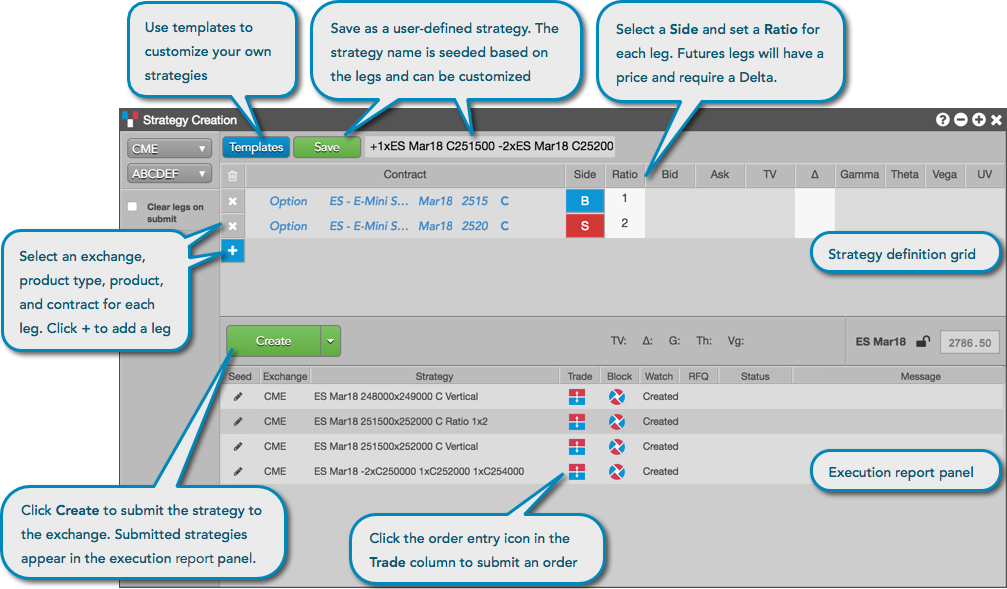 Use templates to
customize your own
strategies
Save as a user-defined strategy. The
strategy name is seeded based on
the legs and can be customized
Select a Side and set a Ratio for
each leg. Futures legs will have a
price and require a Delta.
Strategy Creation
CME
Templates
Save
+1xES Mar18 C251500 -2xES Mar18 C25200
ABCDEF
Contract
Side
Ratio
Bid
Ask
TV
Δ
Gamma
Theta
Vega
UV
Clear legs on
submit
Option ES - E-Mini S... Mar18 2515 C
B
1
Option ES - E-Mini S... Mar18 2520 C
S
2
+
Select an exchange,
product type, product,
and contract for each
leg. Click + to add a leg
Strategy definition grid
Create
TV:
Δ:
G:
Th:
Vg:
ES Mar18
2786.50
Seed
Exchange
Strategy
Trade
Block
Watch
RFQ
Status
Message
CME ES Mar18 248000x249000 C Vertical Created
CME ES Mar18 251500x252000 C Ratio 1x2 Created
CME ES Mar18 251500x252000 C Vertical Created
CME ES Mar18 -2xC250000 1xC252000 1xC254000 Created
Execution report panel
Click Create to submit the strategy to
the exchange. Submitted strategies
appear in the execution report panel.
Click the order entry icon in the
Trade column to submit an order